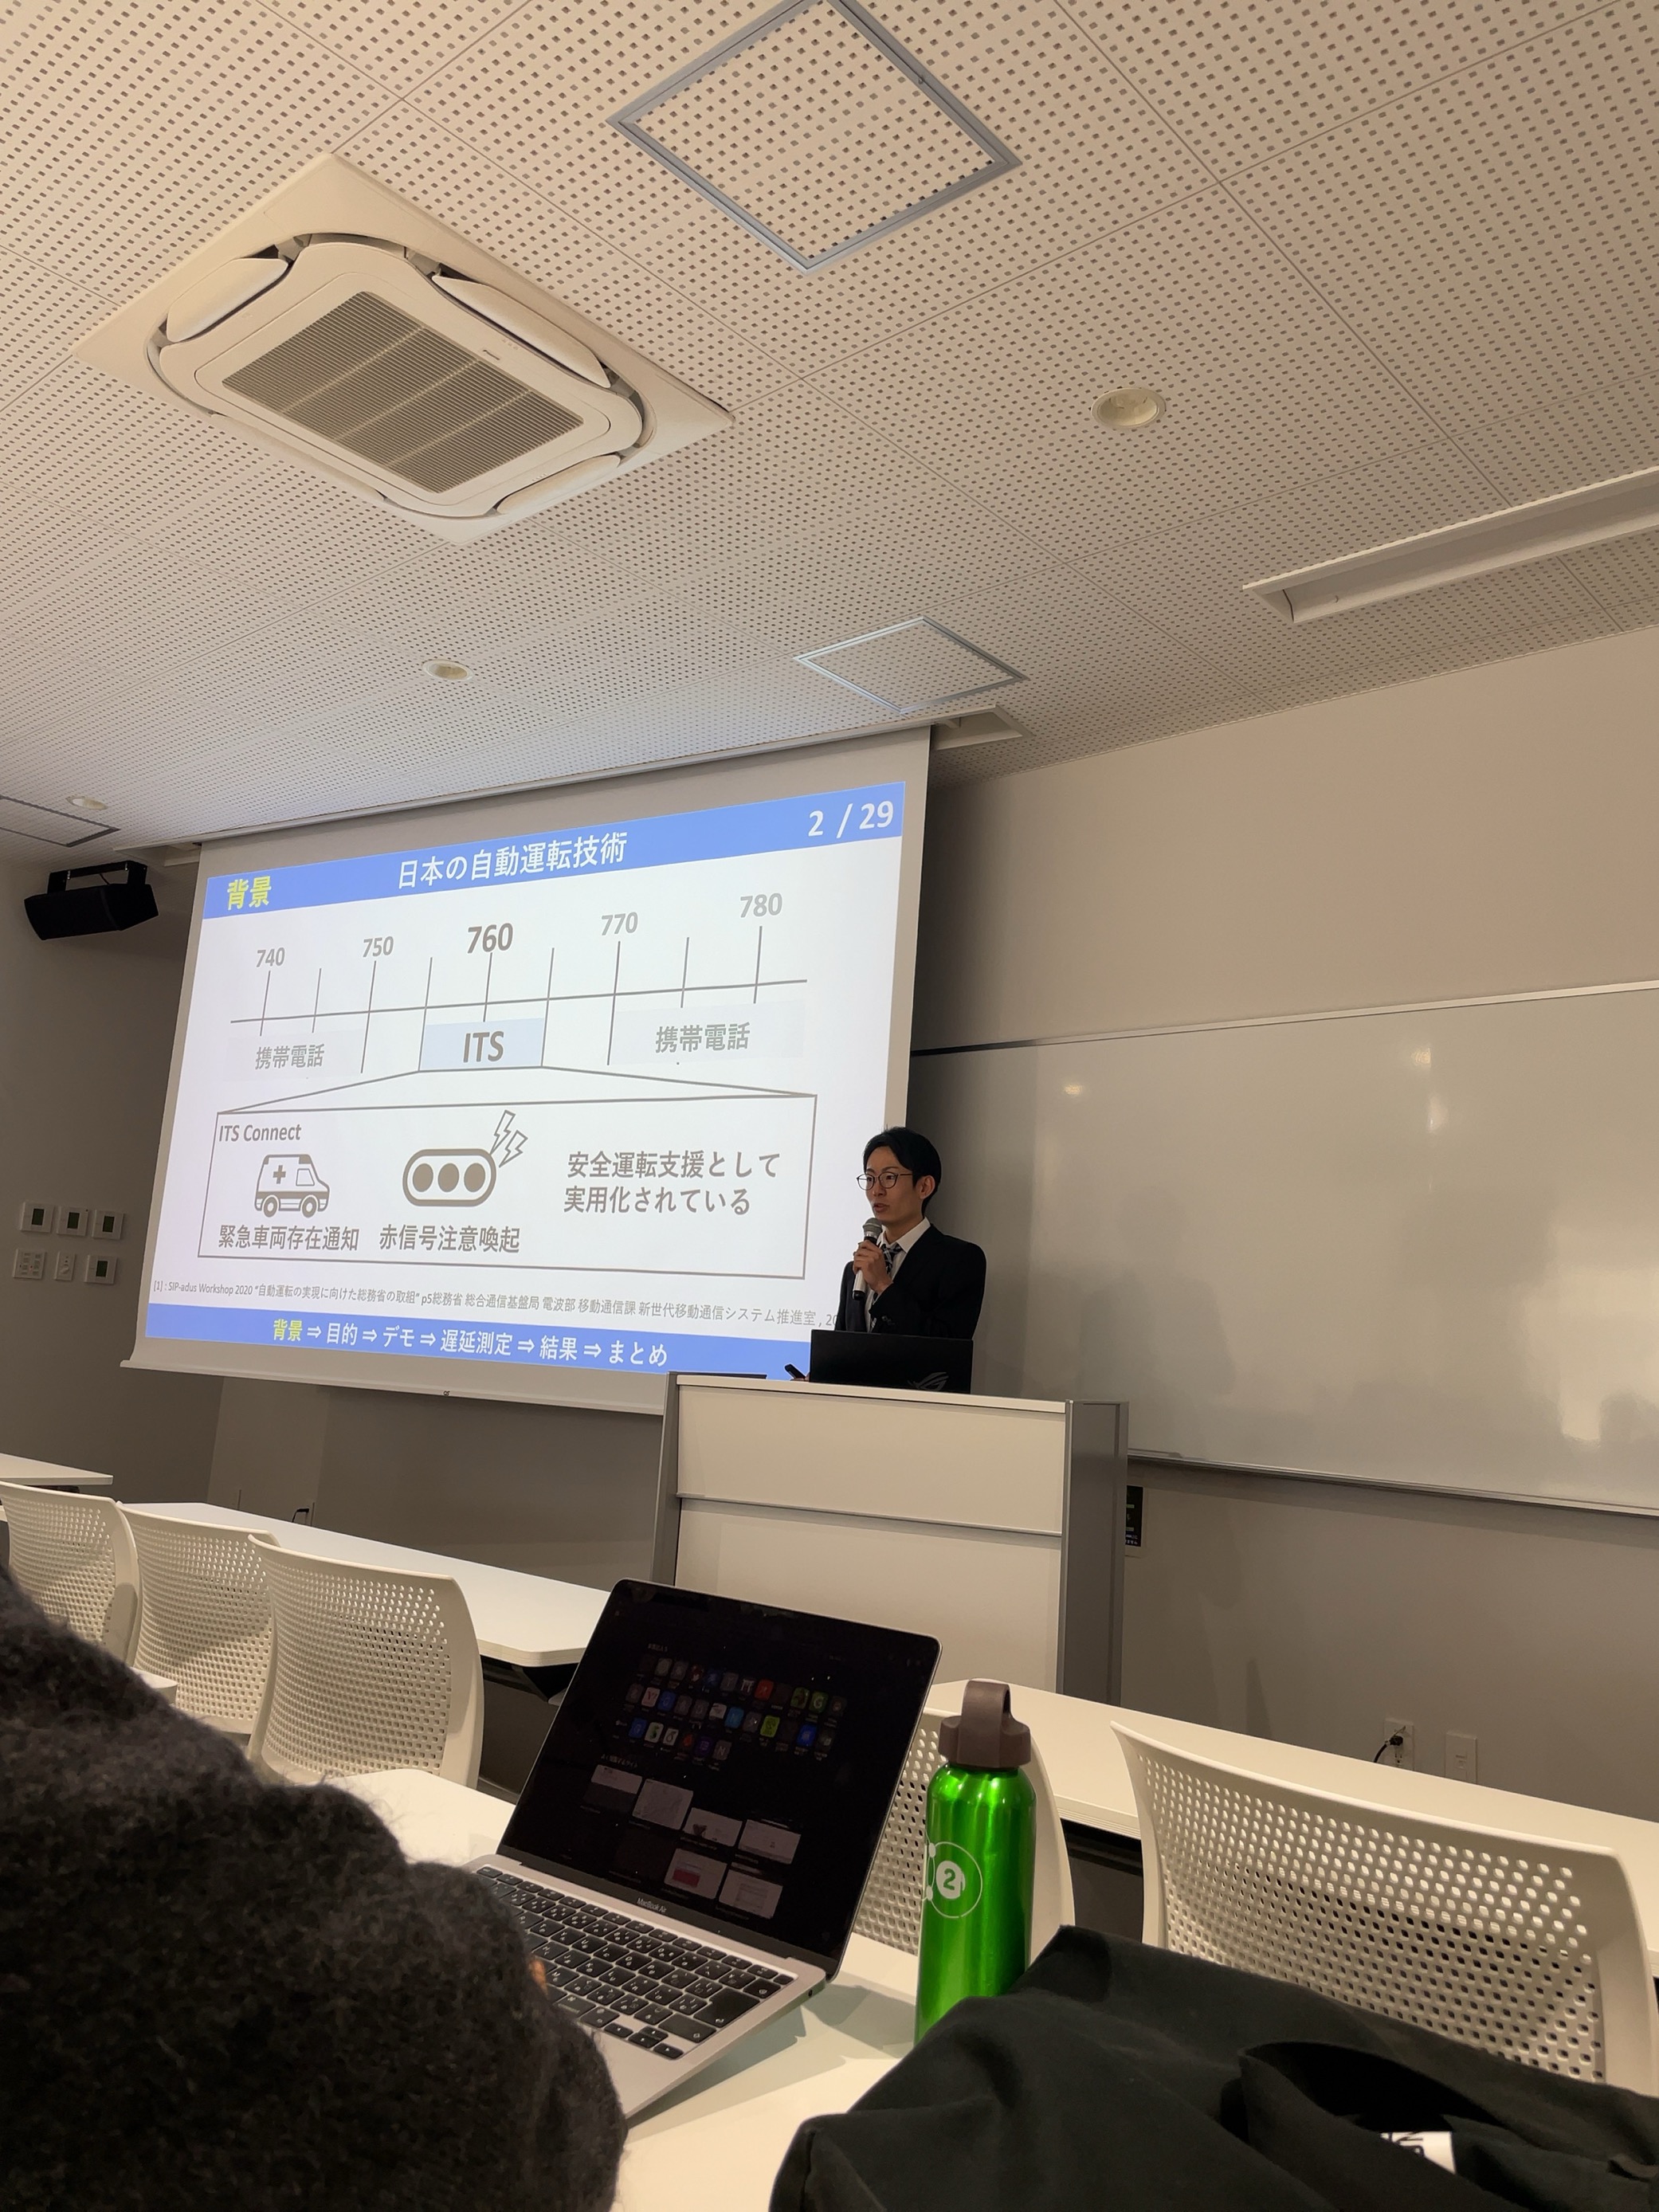 背景
日本の自動運転技術
2 / 29
740
750
760
770
780
携帯電話
ITS
携帯電話
ITS Connect
緊急車両存在通知
赤信号注意喚起
安全運転支援として
実用化されている
[1] : SIP-adus Workshop 2020 "自動運転の実現に向けた総務省の取組" p5総務省 総合通信基盤局 電波部 移動通信課 新世代移動通信システム推進室 , 20
背景 ⇒ 目的 ⇒ デモ ⇒ 遅延測定 ⇒ 結果 ⇒ まとめ
MacBook Air
2